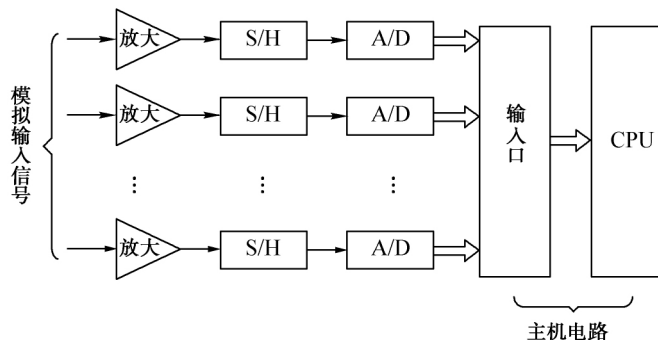 放大 S/H A/D
放大 S/H A/D
模拟输入信号
输入口
CPU
⋮ ⋮ ⋮
放大 S/H A/D
主机电路